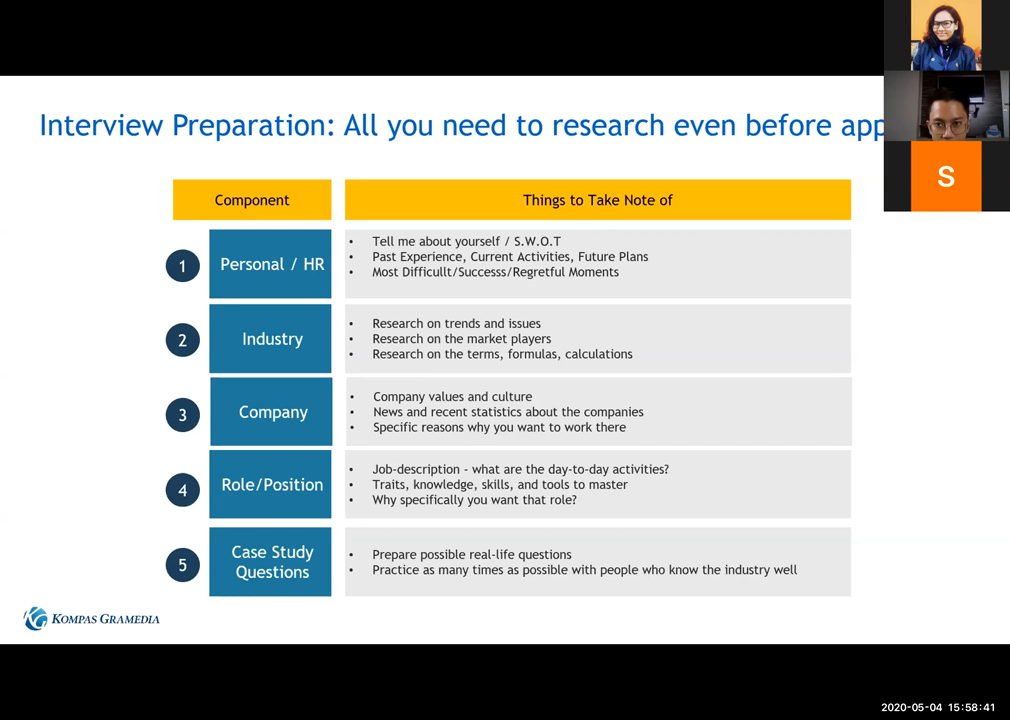 S
Interview Preparation: All you need to research even before app
Component
Things to Take Note of
1
Personal / HR
• Tell me about yourself / S.W.O.T
• Past Experience, Current Activities, Future Plans
• Most Difficullt/Successs/Regretful Moments
2
Industry
• Research on trends and issues
• Research on the market players
• Research on the terms, formulas, calculations
3
Company
• Company values and culture
• News and recent statistics about the companies
• Specific reasons why you want to work there
4
Role/Position
• Job-description - what are the day-to-day activities?
• Traits, knowledge, skills, and tools to master
• Why specifically you want that role?
5
Case Study
Questions
• Prepare possible real-life questions
• Practice as many times as possible with people who know the industry well
KOMPAS GRAMEDIA
2020-05-04 15:58:41